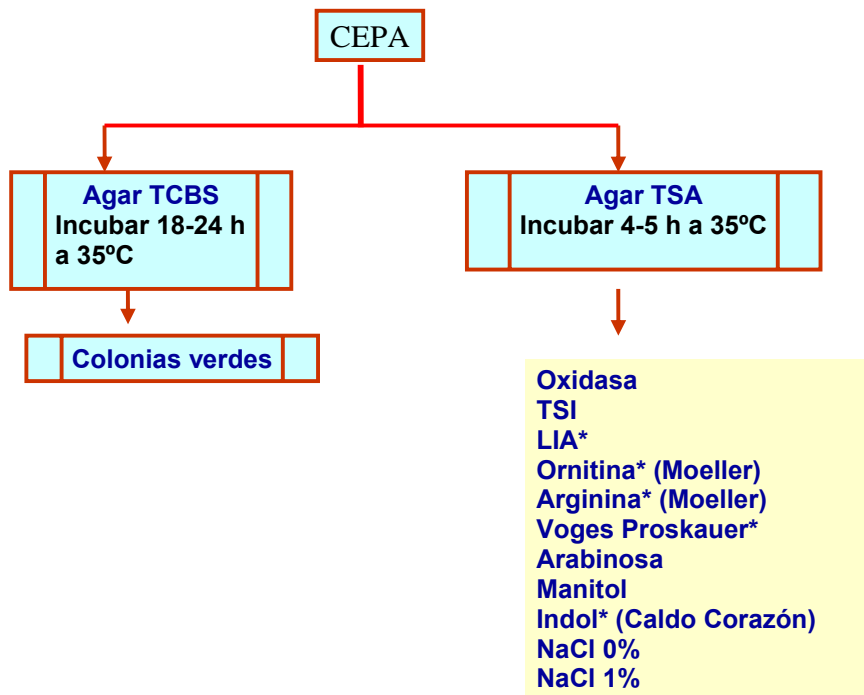 CEPA
Agar TCBS
Incubar 18-24 h
a 35ºC
Agar TSA
Incubar 4-5 h a 35ºC
Colonias verdes
Oxidasa
TSI
LIA*
Ornitina* (Moeller)
Arginina* (Moeller)
Voges Proskauer*
Arabinosa
Manitol
Indol* (Caldo Corazón)
NaCl 0%
NaCl 1%